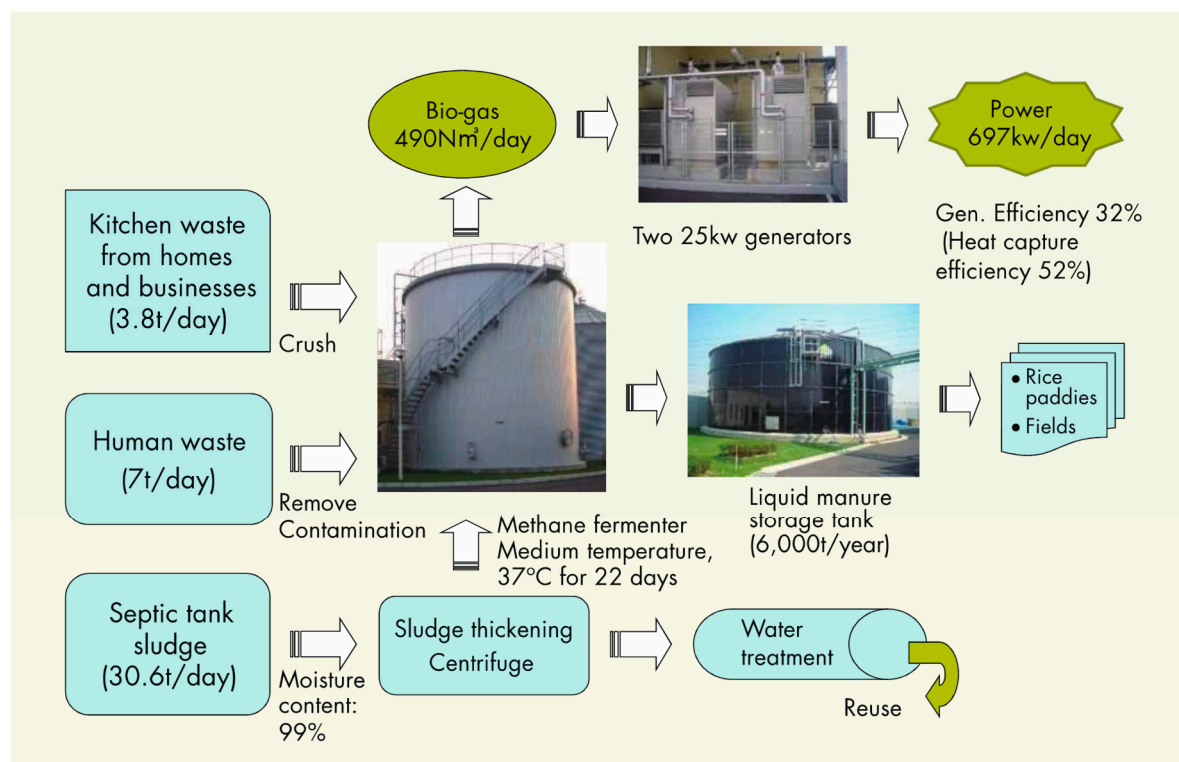 Bio-gas
490Nm³/day
Power
697kw/day
Two 25kw generators
Gen. Efficiency 32%
(Heat capture
efficiency 52%)
Kitchen waste
from homes
and businesses
(3.8t/day)
Crush
Human waste
(7t/day)
Remove
Contamination
Methane fermenter
Medium temperature,
37ºC for 22 days
Liquid manure
storage tank
(6,000t/year)
• Rice
paddies
• Fields
Septic tank
sludge
(30.6t/day)
Moisture
content:
99%
Sludge thickening
Centrifuge
Water
treatment
Reuse